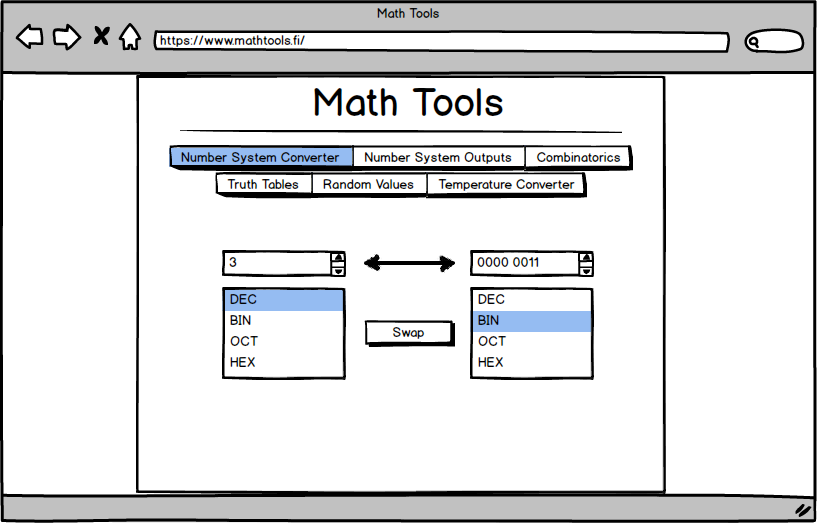 Math Tools
https://www.mathtools.fi/
Math Tools
Number System Converter Number System Outputs Combinatorics
Truth Tables Random Values Temperature Converter
3 0000 0011
DEC DEC
BIN BIN
Swap
OCT OCT
HEX HEX